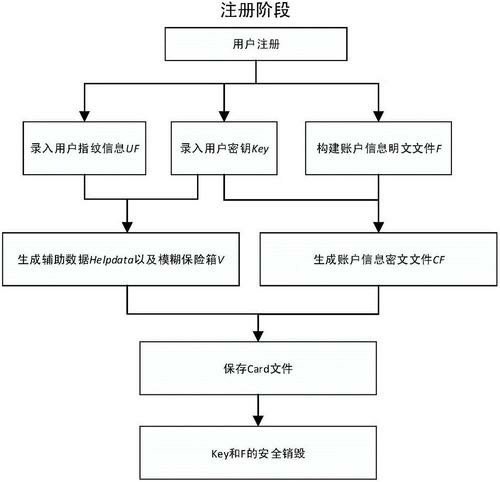 注册阶段
用户注册
录入用户指纹信息UF
录入用户密钥Key
构建账户信息明文文件F
生成辅助数据Helpdata以及模糊保险箱V
生成账户信息密文文件CF
保存Card文件
Key和F的安全销毁